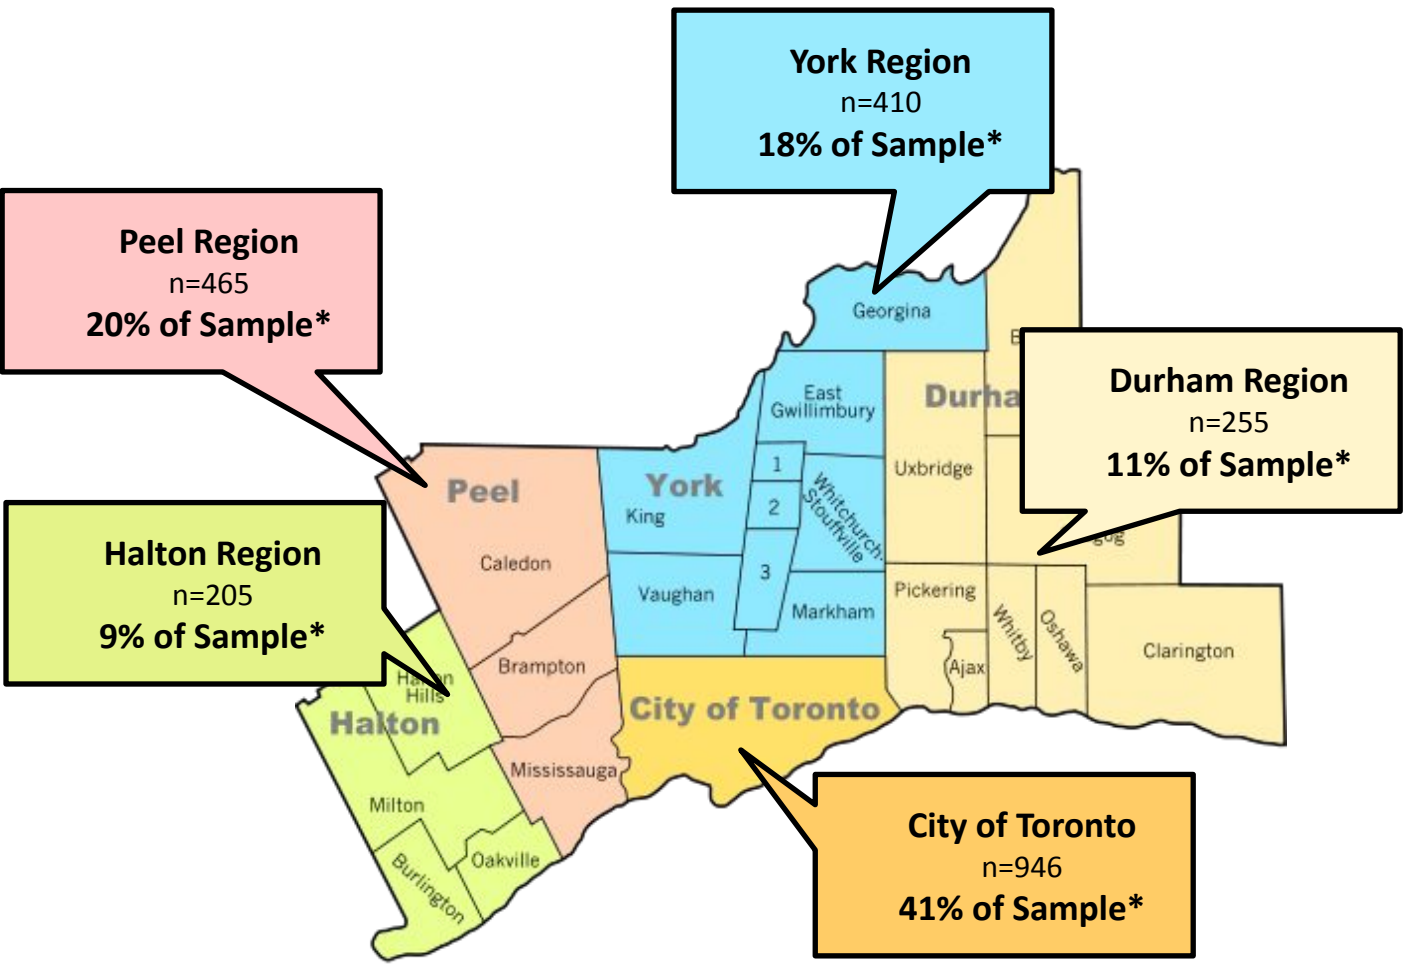 York Region
n=410
18% of Sample*
Peel Region
n=465
20% of Sample*
Durham Region
n=255
11% of Sample*
Halton Region
n=205
9% of Sample*
City of Toronto
n=946
41% of Sample*
Georgina
East
Gwillimbury
1
2
3
York
King
Vaughan
Whitchurch-
Stouffville
Markham
Peel
Caledon
Brampton
Mississauga
Hills
Halton
Milton
Burlington
Oakville
City of Toronto
Durha
Uxbridge
Pickering
Ajax
Whitby
Oshawa
Clarington